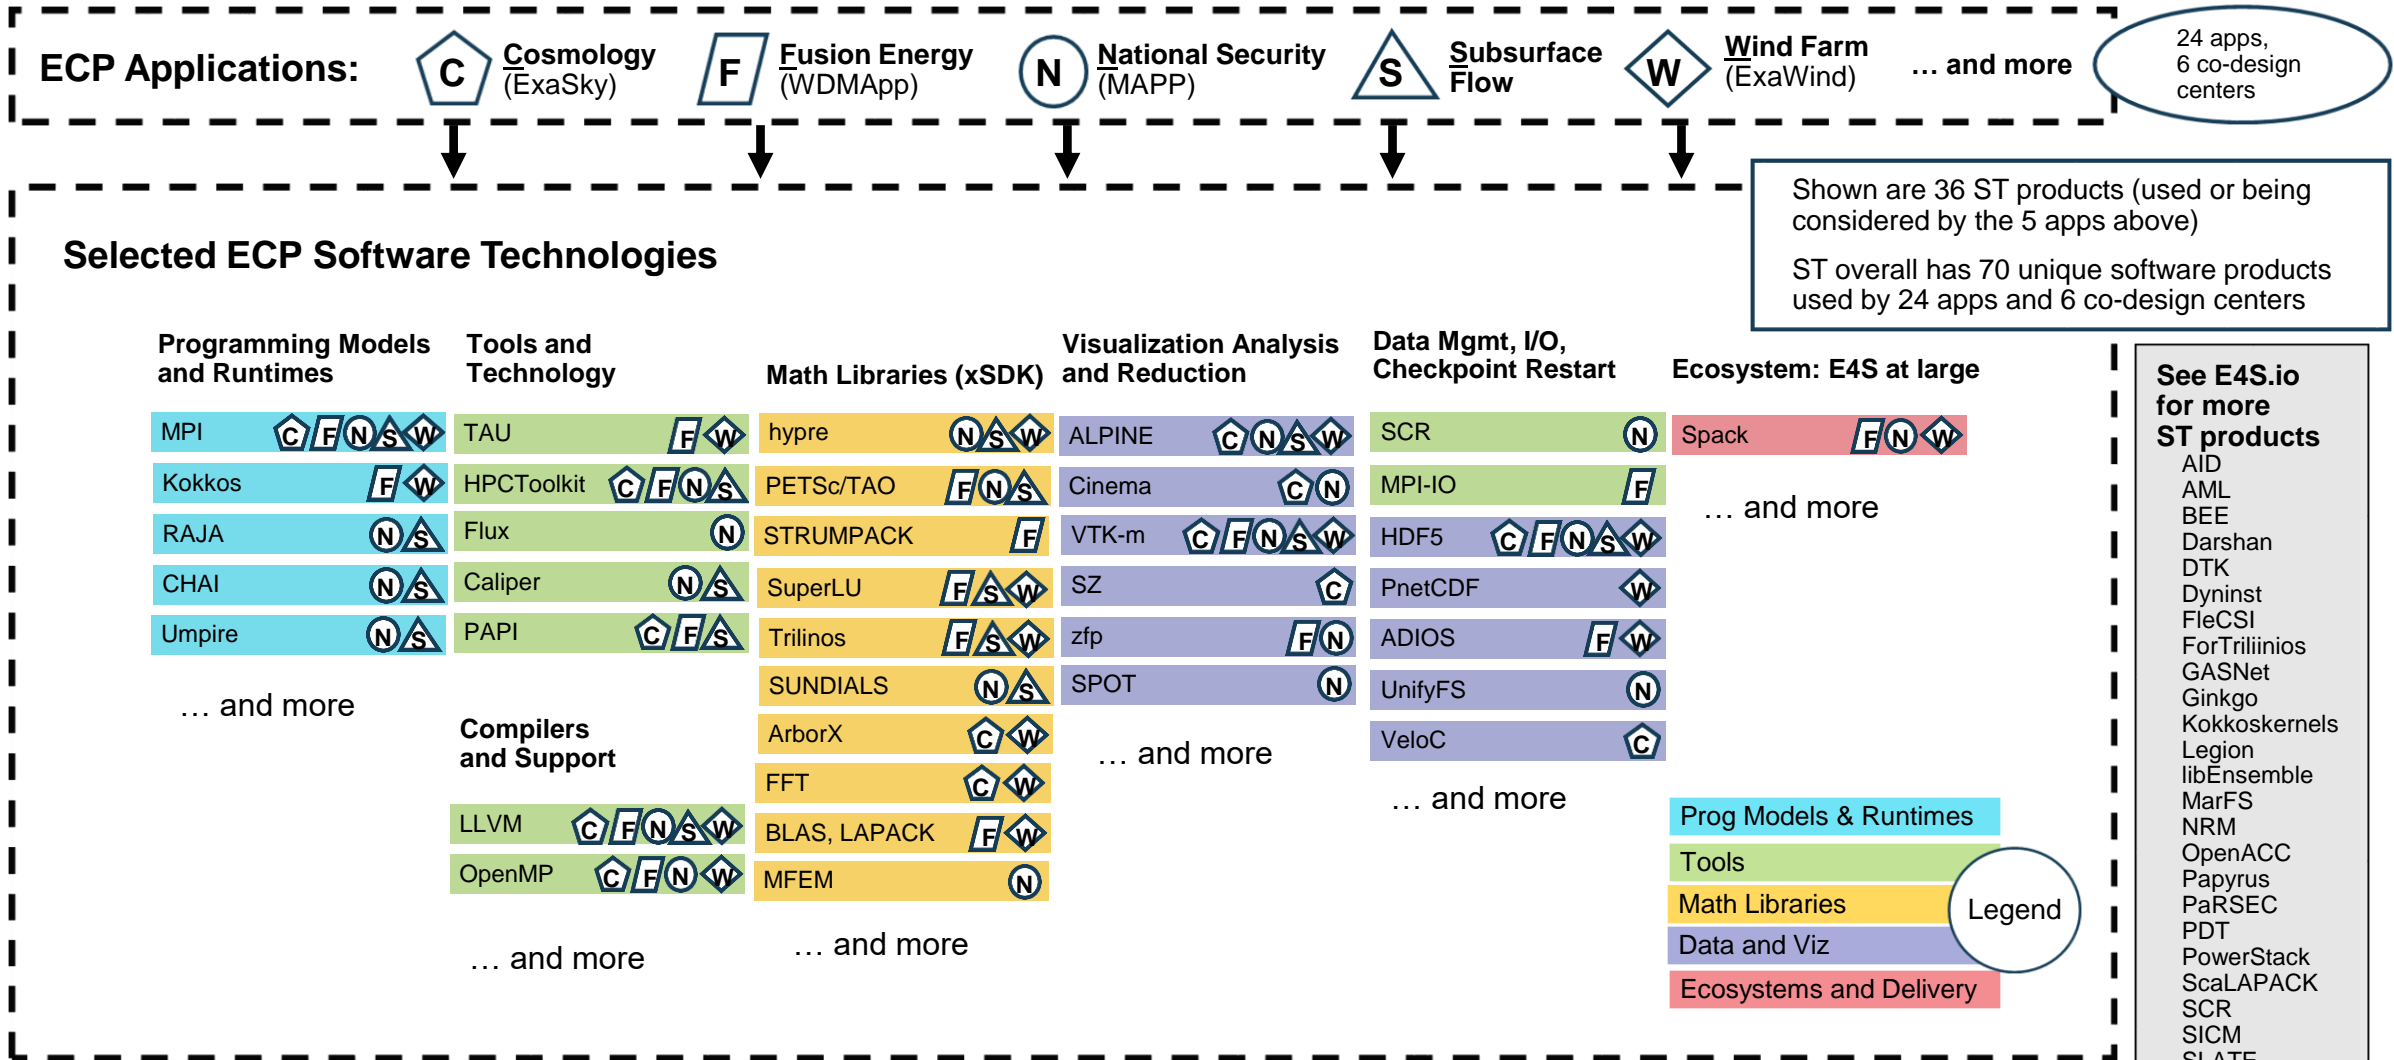 ECP Applications:
C
Cosmology
(ExaSky)
F
Fusion Energy
(WDMApp)
N
National Security
(MAPP)
S
Subsurface
Flow
W
Wind Farm
(ExaWind)
... and more
24 apps,
6 co-design
centers
Shown are 36 ST products (used or being
considered by the 5 apps above)
ST overall has 70 unique software products
used by 24 apps and 6 co-design centers
Selected ECP Software Technologies
Programming Models
and Runtimes
MPI C F N S W
Kokkos F W
RAJA N S
CHAI N S
Umpire N S
... and more
Tools and
Technology
TAU F W
HPCToolkit C F N S
Flux N
Caliper N S
PAPI C F S
Compilers
and Support
LLVM C F N S W
OpenMP C F N W
... and more
Math Libraries (xSDK)
hypre N S W
PETSc/TAO F N S
STRUMPACK F
SuperLU F S W
Trilinos F S W
SUNDIALS N S
ArborX C W
FFT C W
BLAS, LAPACK F W
MFEM N
... and more
Visualization Analysis
and Reduction
ALPINE C N S W
Cinema C N
VTK-m C F N S W
SZ C
zfp F N
SPOT N
... and more
Data Mgmt, I/O,
Checkpoint Restart
SCR N
MPI-IO F
HDF5 C F N S W
PnetCDF W
ADIOS F W
UnifyFS N
VeloC C
... and more
Ecosystem: E4S at large
Spack F N W
... and more
Prog Models & Runtimes
Tools
Math Libraries
Data and Viz
Ecosystems and Delivery
Legend
See E4S.io
for more
ST products
AID
AML
BEE
Darshan
DTK
Dyninst
FleCSI
ForTriliinios
GASNet
Ginkgo
Kokkoskernels
Legion
libEnsemble
MarFS
NRM
OpenACC
Papyrus
PaRSEC
PDT
PowerStack
ScaLAPACK
SCR
SICM
SLATE